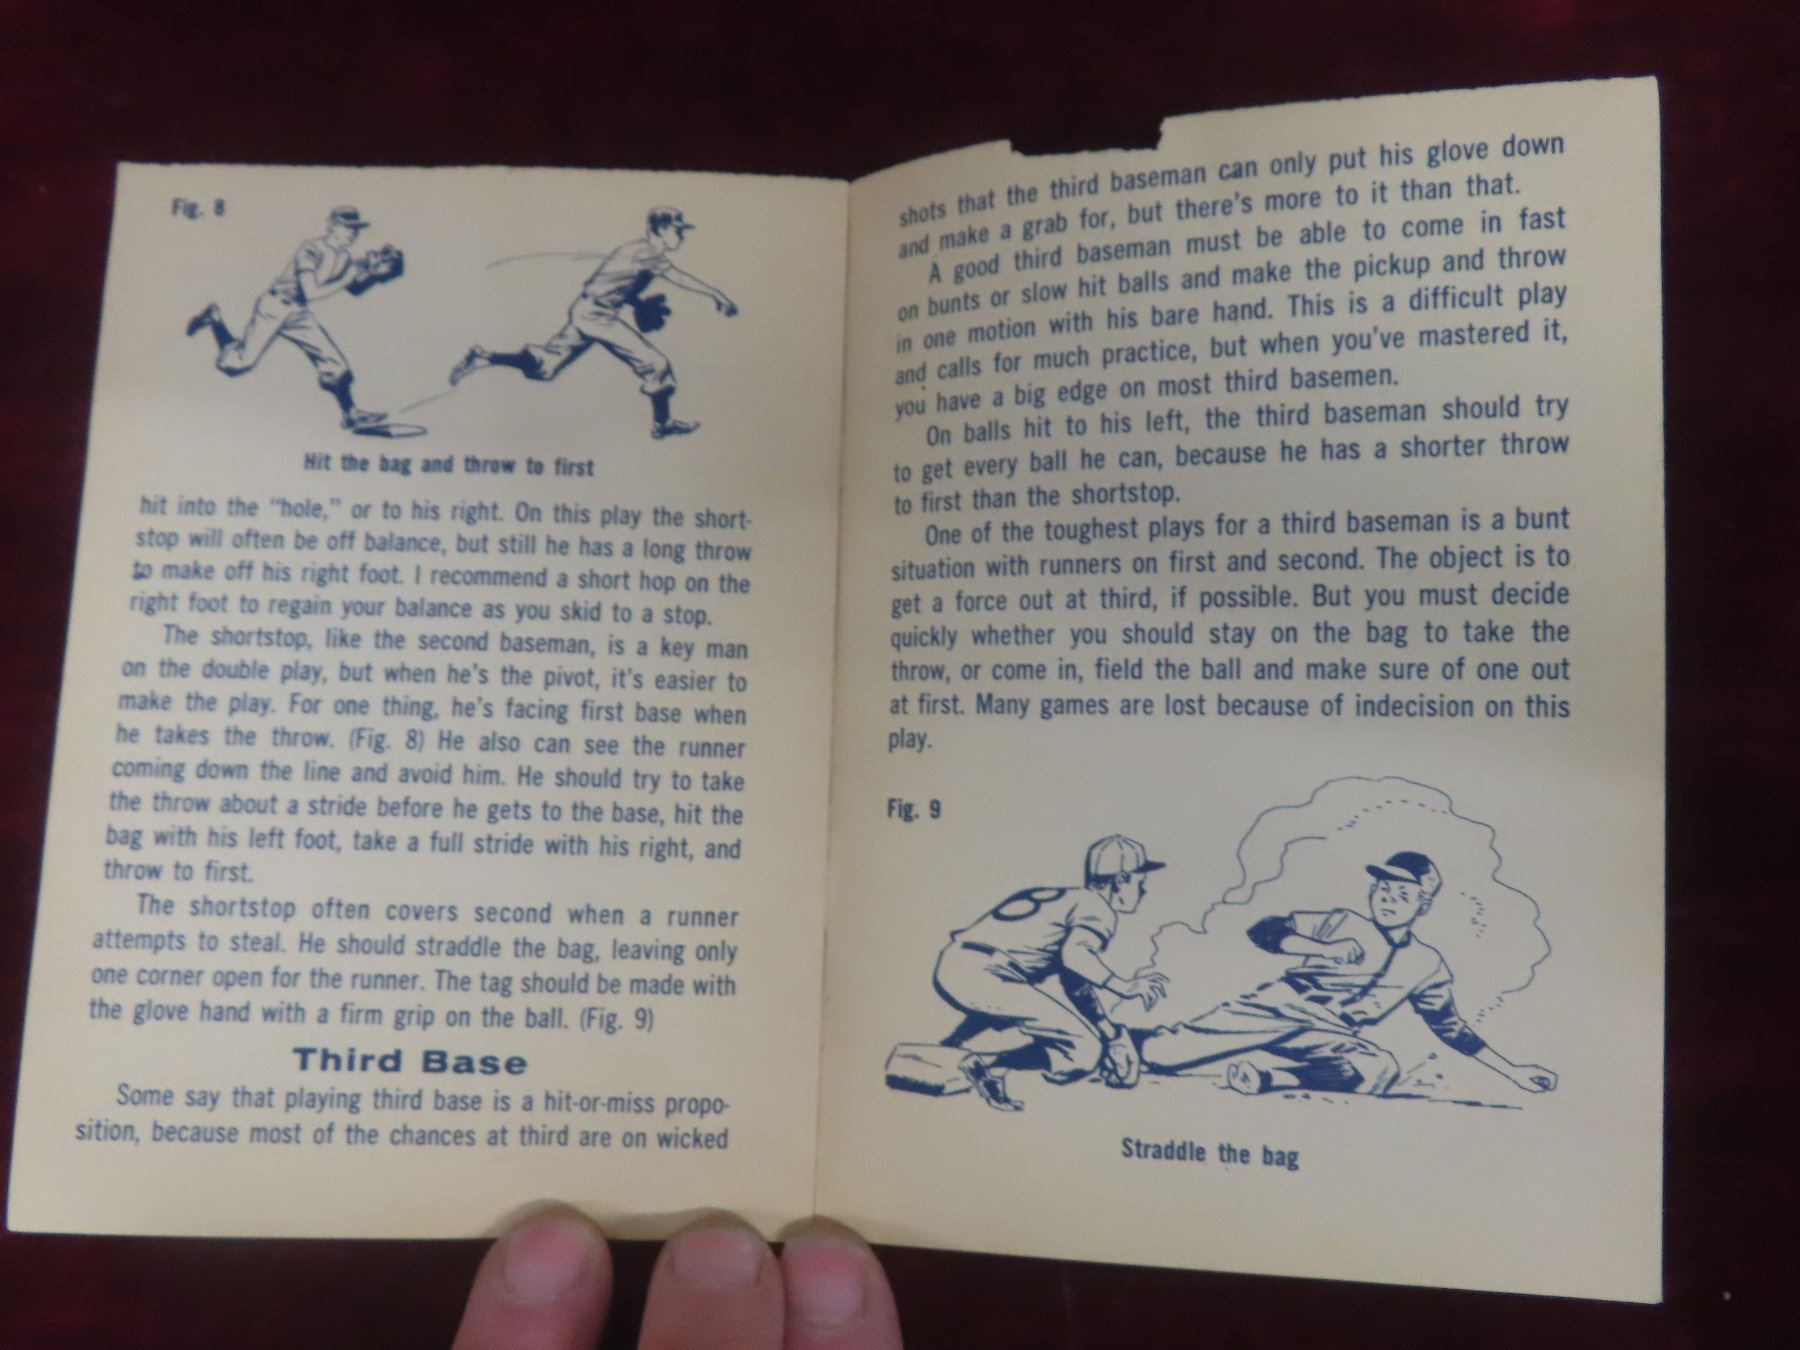 Fig. 8
Hit the bag and throw to first
hit into the “hole,” or to his right. On this play the short-
stop will often be off balance, but still he has a long throw
to make off his right foot. I recommend a short hop on the
right foot to regain your balance as you skid to a stop.
The shortstop, like the second baseman, is a key man
on the double play, but when he's the pivot, it's easier to
make the play. For one thing, he's facing first base when
he takes the throw. (Fig. 8) He also can see the runner
coming down the line and avoid him. He should try to take
the throw about a stride before he gets to the base, hit the
bag with his left foot, take a full stride with his right, and
throw to first.
The shortstop often covers second when a runner
attempts to steal. He should straddle the bag, leaving only
one corner open for the runner. The tag should be made with
the glove hand with a firm grip on the ball. (Fig. 9)
Third Base
Some say that playing third base is a hit-or-miss propo-
sition, because most of the chances at third are on wicked
shots that the third baseman can only put his glove down
and make a grab for, but there's more to it than that.
A good third baseman must be able to come in fast
on bunts or slow hit balls and make the pickup and throw
in one motion with his bare hand. This is a difficult play
and calls for much practice, but when you've mastered it,
you have a big edge on most third basemen.
On balls hit to his left, the third baseman should try
to get every ball he can, because he has a shorter throw
to first than the shortstop.
One of the toughest plays for a third baseman is a bunt
situation with runners on first and second. The object is to
get a force out at third, if possible. But you must decide
quickly whether you should stay on the bag to take the
throw, or come in, field the ball and make sure of one out
at first. Many games are lost because of indecision on this
play.
Fig. 9
8
Straddle the bag